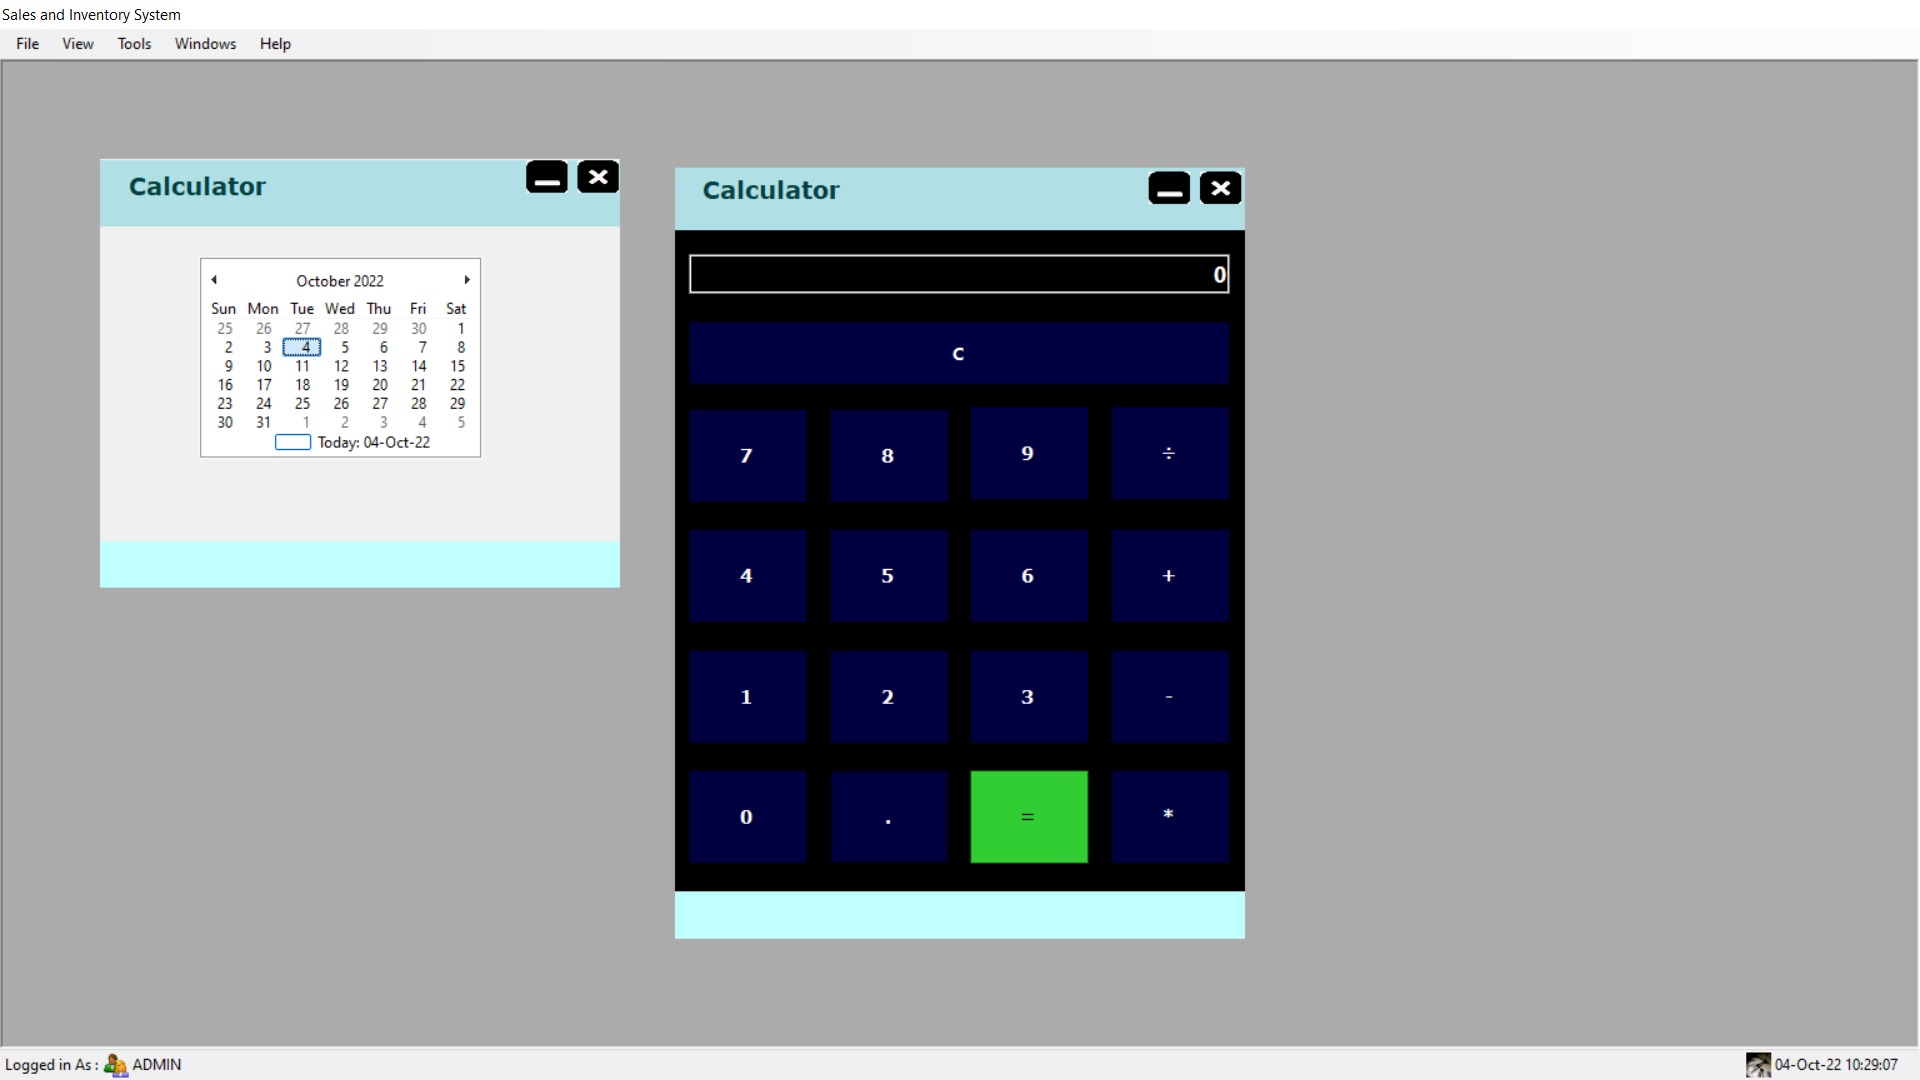 Sales and Inventory System
File View Tools Windows Help
Calculator
October 2022
Sun Mon Tue Wed Thu Fri Sat
25 26 27 28 29 30 1
2 3 4 5 6 7 8
9 10 11 12 13 14 15
16 17 18 19 20 21 22
23 24 25 26 27 28 29
30 31 1 2 3 4 5
Today: 04-Oct-22
Calculator
0
C
7 8 9 ÷
4 5 6 +
1 2 3 -
0 . = *
Logged in As : ADMIN
04-Oct-22 10:29:07